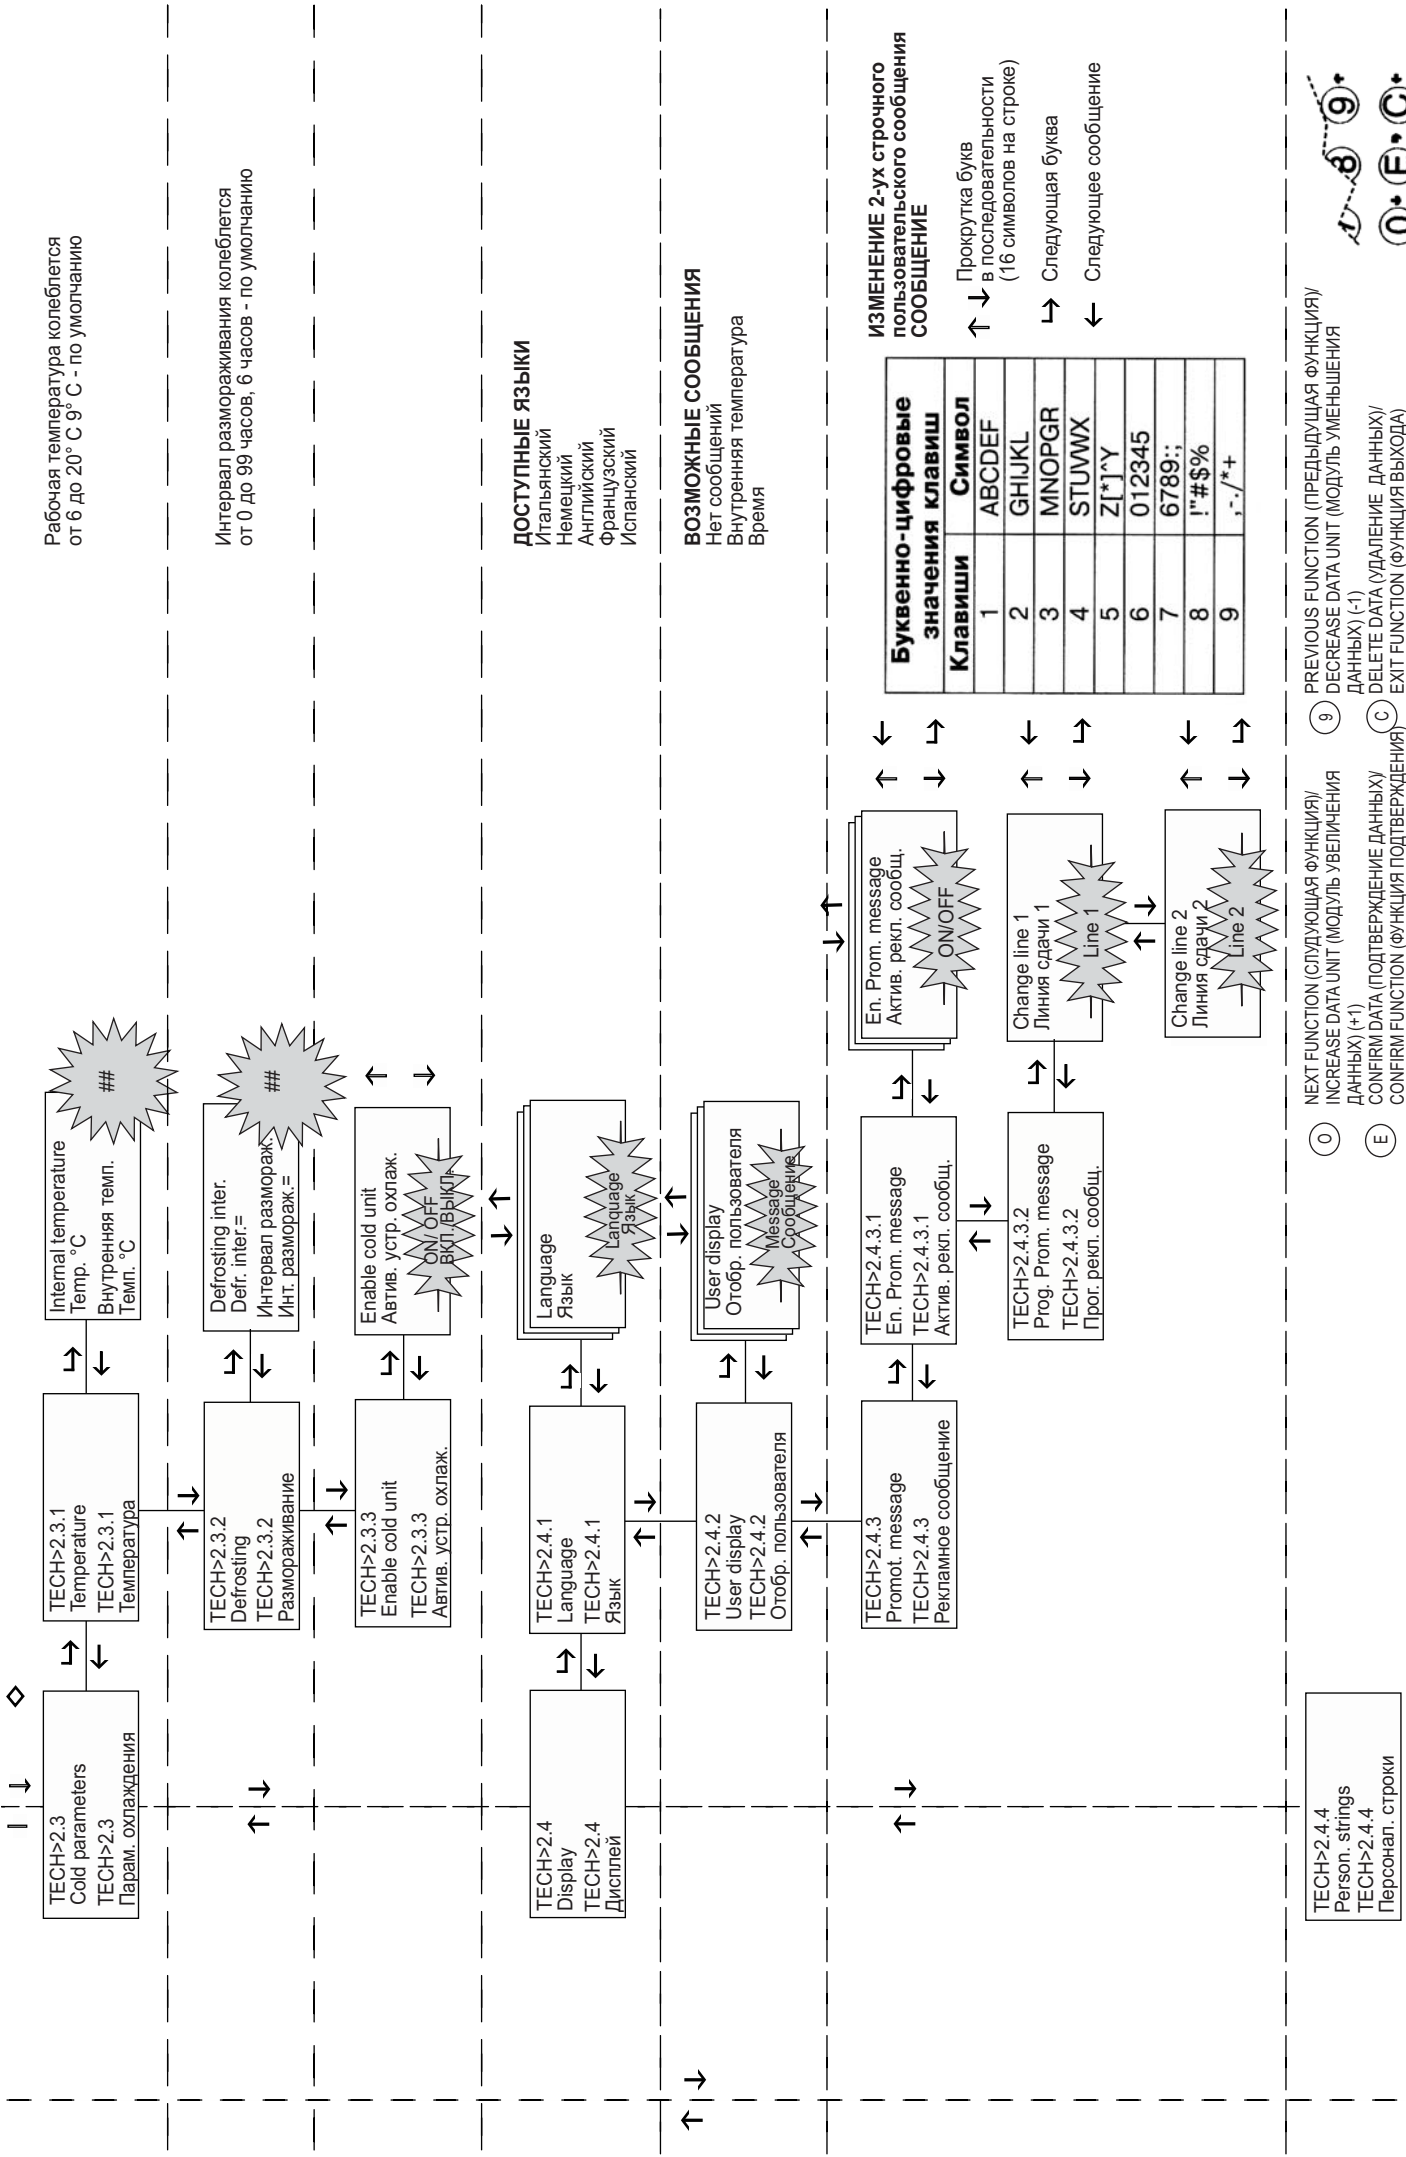 TECH>2.3
Cold parameters
TECH>2.3
Парам. охлаждения
TECH>2.3.1
Temperature
TECH>2.3.1
Температура
Internal temperature
Temp. °C
Внутренняя темп.
Темп. °C
##
Рабочая температура колеблется
от 6 до 20° С 9° С - по умолчанию
TECH>2.3.2
Defrosting
TECH>2.3.2
Размораживание
Defrosting inter.
Defr. inter.=
Интервал размораж.
Инт. размораж.=
##
Интервал размораживания колеблется
от 0 до 99 часов, 6 часов - по умолчанию
TECH>2.3.3
Enable cold unit
TECH>2.3.3
Автив. устр. охлаж.
Enable cold unit
Автив. устр. охлаж.
ON/ OFF
ВКЛ./ВЫКЛ.
TECH>2.4
Display
TECH>2.4
Дисплей
TECH>2.4.1
Language
TECH>2.4.1
Язык
Language
Язык
Lanquage
Язык
ДОСТУПНЫЕ ЯЗЫКИ
Итальянский
Немецкий
Английский
Французский
Испанский
TECH>2.4.2
User display
TECH>2.4.2
Отобр. пользователя
User display
Отобр. пользователя
Message
Сообщение
ВОЗМОЖНЫЕ СООБЩЕНИЯ
Нет сообщений
Внутренняя температура
Время
TECH>2.4.3
Promot. message
TECH>2.4.3
Рекламное сообщение
TECH>2.4.3.1
En. Prom. message
TECH>2.4.3.1
Актив. рекл. сообщ.
En. Prom. message
Актив. рекл. сообщ.
ON/OFF
TECH>2.4.3.2
Prog. Prom. message
TECH>2.4.3.2
Прог. рекл. сообщ.
Change line 1
Линия сдачи 1
Line 1
Change line 2
Линия сдачи 2
Line 2
Буквенно-цифровые
значения клавиш
Клавиши Символ
1 ABCDEF
2 GHIJKL
3 MNOPGR
4 STUVWX
5 Z[*]^Y
6 012345
7 6789:;
8 !"#$%
9 ,-./*+
ИЗМЕНЕНИЕ 2-ух строчного
пользовательского сообщения
СООБЩЕНИЕ
Прокрутка букв
в последовательности
(16 символов на строке)
Следующая буква
Следующее сообщение
TECH>2.4.4
Person. strings
TECH>2.4.4
Персонал. строки
0 NEXT FUNCTION (СЛУДУЮЩАЯ ФУНКЦИЯ)/
INCREASE DATA UNIT (МОДУЛЬ УВЕЛИЧЕНИЯ
ДАННЫХ) (+1)
E CONFIRM DATA (ПОДТВЕРЖДЕНИЕ ДАННЫХ)/
CONFIRM FUNCTION (ФУНКЦИЯ ПОДТВЕРЖДЕНИЯ)
9 PREVIOUS FUNCTION (ПРЕДЫДУЩАЯ ФУНКЦИЯ)/
DECREASE DATA UNIT (МОДУЛЬ УМЕНЬШЕНИЯ
ДАННЫХ) (-1)
C DELETE DATA (УДАЛЕНИЕ ДАННЫХ)/
EXIT FUNCTION (ФУНКЦИЯ ВЫХОДА)
1 8 9
0 E C